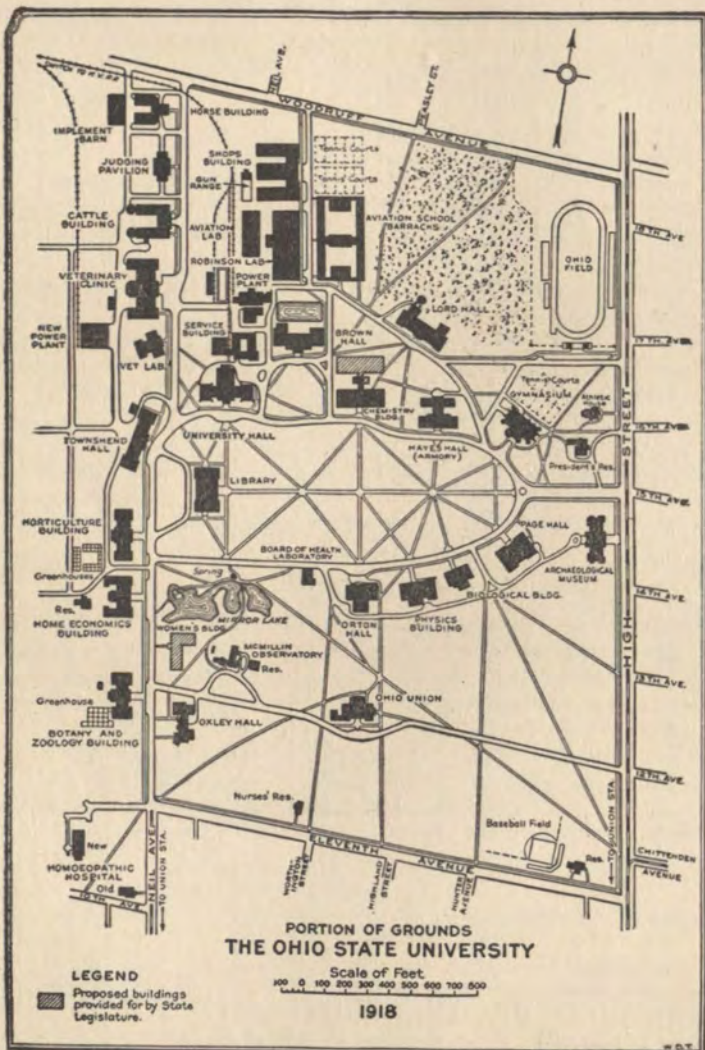 NEIL AVE.
WOODRUFF AVENUE
PEASLEY ST.
IMPLEMENT BARN
HORSE BUILDING
JUDGING PAVILION
SHOPS BUILDING
GUN RANGE
Tennis Courts
Tennis Courts
CATTLE BUILDING
AVIATION LAB.
AVIATION SCHOOL
BARRACKS
18TH AVE
OHIO
FIELD
ROBINSON LAB.
VETERINARY
CLINIC
POWER
PLANT
LORD HALL
NEW
POWER
PLANT
SERVICE
BUILDING
BROWN
HALL
17TH AVE.
VET LAB.
Tennis Courts
GYMNASIUM
CHEMISTRY
BLDG.
TOWNSHEND
HALL
UNIVERSITY HALL
HAYES HALL
(ARMORY)
16TH AVE.
President's Res.
STREET
LIBRARY
15TH AVE.
HORTICULTURE
BUILDING
PAGE HALL
BOARD OF HEALTH
LABORATORY
ARCHAEOLOGICAL
MUSEUM
Greenhouses
Spring
14TH AVE.
Res.
HOME ECONOMICS
BUILDING
MIRROR LAKE
WOMEN'S BLDG.
ORTON
HALL
PHYSICS
BUILDING
BIOLOGICAL BLDG.
HIGH
MCMILLIN
OBSERVATORY
Res.
13TH AVE.
Greenhouse
OHIO UNION
OXLEY HALL
BOTANY AND
ZOOLOGY BUILDING
12TH AVE.
Nurses' Res.
Baseball Field
TO UNION STA.
New
ELEVENTH AVENUE
Res.
CHITTENDEN
AVENUE
HOMOEOPATHIC
HOSPITAL
Old
10TH AVE
NEIL AVE.
TO UNION STA.
WORTHINGTON
STREET
HIGHLAND
STREET
HUNTER
AVENUE
PORTION OF GROUNDS
THE OHIO STATE UNIVERSITY
LEGEND
Proposed buildings
provided for by State
Legislature.
Scale of Feet
100 0 100 200 300 400 500 600 700 800
1918
W.D.T.